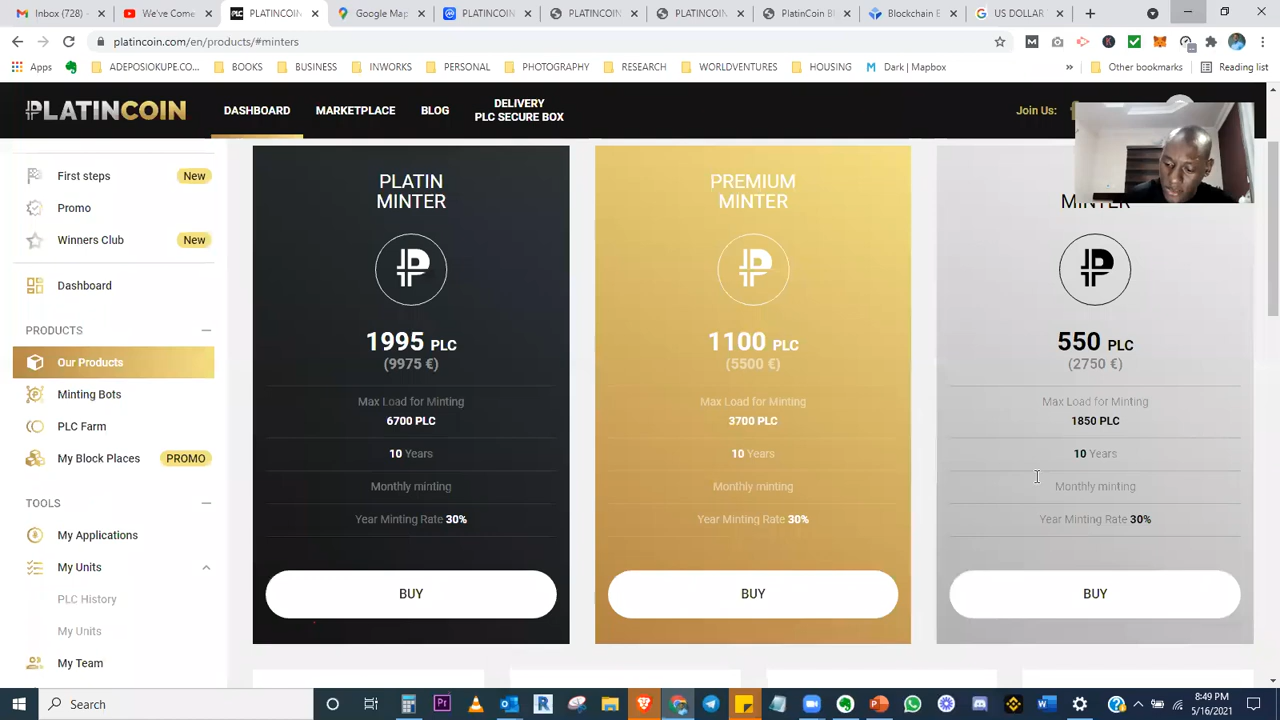 Gmail
Inbox (728) -
We've Come
PLC
PLATINCOIN
Google Map
PLATINCOIN
PLATINCOIN
PLATINCOIN
PlatinCoin
Blockchain
US DOLLAR
platincoin.com/en/products/#minters
Apps
ADEPOSIOKUPE.CO...
BOOKS
BUSINESS
INWORKS
PERSONAL
PHOTOGRAPHY
RESEARCH
WORLDVENTURES
HOUSING
Dark | Mapbox
»
Other bookmarks
Reading list
PLATINCOIN
DASHBOARD
MARKETPLACE
BLOG
DELIVERY
PLC SECURE BOX
Join Us:
First steps
New
Promo
Winners Club
New
Dashboard
PRODUCTS
Our Products
Minting Bots
PLC Farm
My Block Places
PROMO
TOOLS
My Applications
My Units
PLC History
My Units
My Team
PLATIN
MINTER
1995 PLC
(9975 €)
Max Load for Minting
6700 PLC
10 Years
Monthly minting
Year Minting Rate 30%
BUY
PREMIUM
MINTER
1100 PLC
(5500 €)
Max Load for Minting
3700 PLC
10 Years
Monthly minting
Year Minting Rate 30%
BUY
MINTER
550 PLC
(2750 €)
Max Load for Minting
1850 PLC
10 Years
Monthly minting
Year Minting Rate 30%
BUY
Search
8:49 PM
5/16/2021